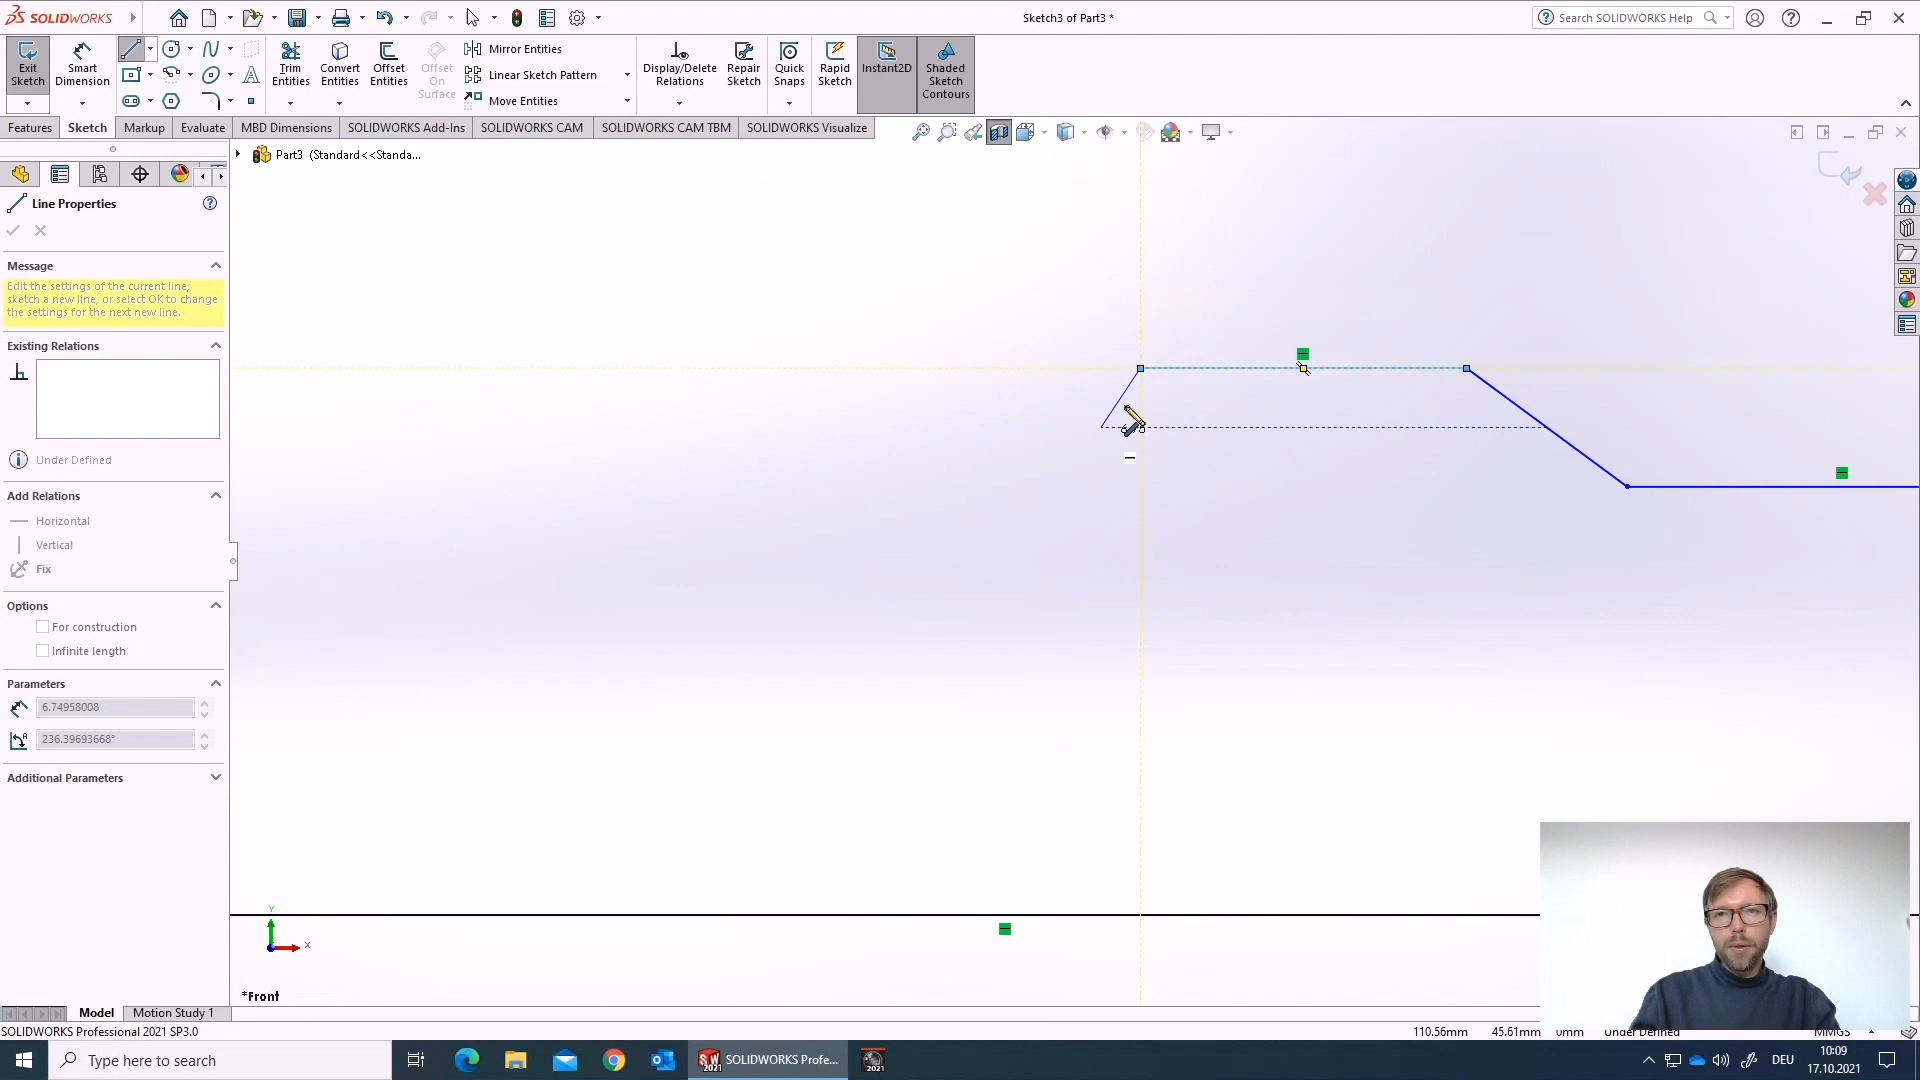 SOLIDWORKS
Sketch3 of Part3 *
Search SOLIDWORKS Help
Exit Sketch
Smart Dimension
Trim Entities
Convert Entities
Offset Entities
Offset On Surface
Mirror Entities
Linear Sketch Pattern
Move Entities
Display/Delete Relations
Repair Sketch
Quick Snaps
Rapid Sketch
Instant2D
Shaded Sketch Contours
Features
Sketch
Markup
Evaluate
MBD Dimensions
SOLIDWORKS Add-Ins
SOLIDWORKS CAM
SOLIDWORKS CAM TBM
SOLIDWORKS Visualize
Part3 (Standard<<Standa...
Line Properties
Message
Edit the settings of the current line,
sketch a new line, or select OK to change
the settings for the next new line.
Existing Relations
Under Defined
Add Relations
Horizontal
Vertical
Fix
Options
For construction
Infinite length
Parameters
6.74958008
236.39693668°
Additional Parameters
Y
X
*Front
Model
Motion Study 1
SOLIDWORKS Professional 2021 SP3.0
110.56mm
45.61mm
0mm
Under Defined
MMGS
Type here to search
SW 2021
SOLIDWORKS Profe...
2021
DEU
10:09
17.10.2021